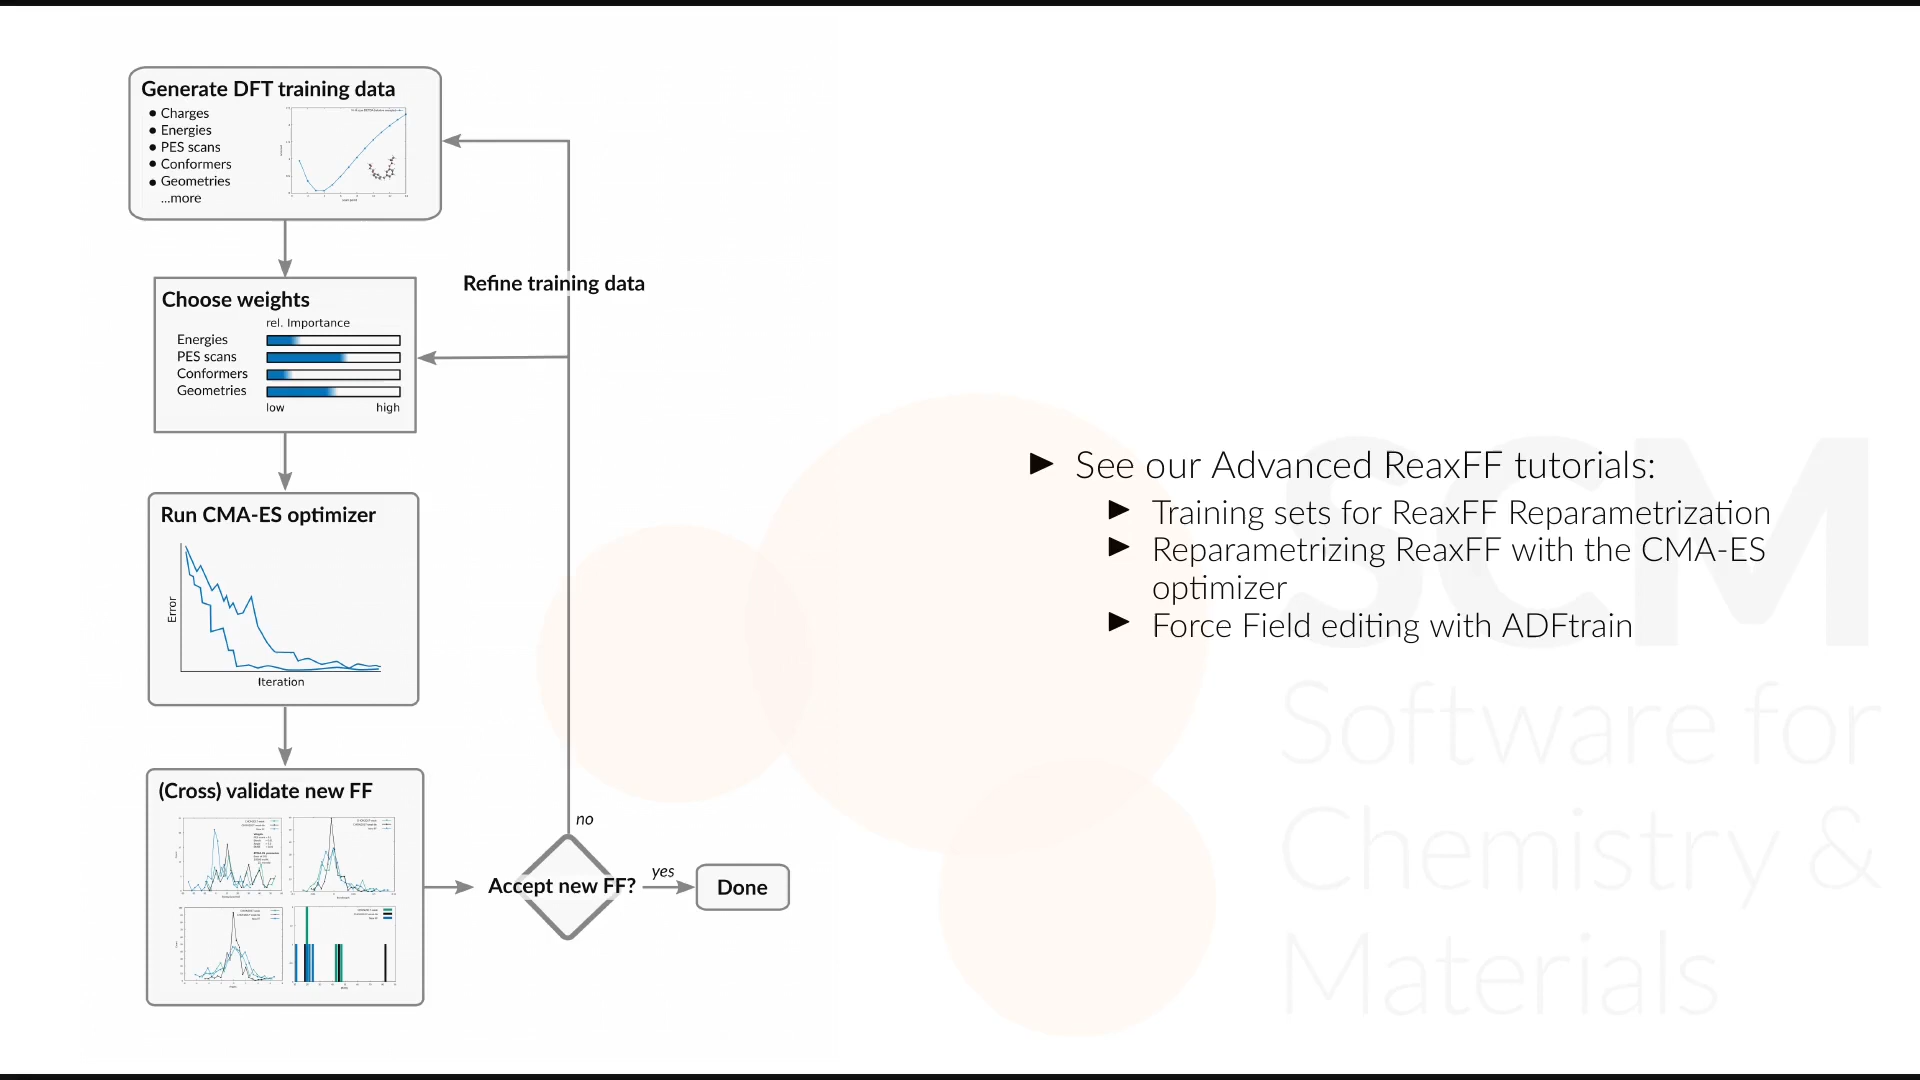 Generate DFT training data
● Charges
● Energies
● PES scans
● Conformers
● Geometries
...more
Refine training data
Choose weights
rel. Importance
Energies
PES scans
Conformers
Geometries
low high
Run CMA-ES optimizer
Error
Iteration
(Cross) validate new FF
no
Accept new FF?
yes
Done
► See our Advanced ReaxFF tutorials:
► Training sets for ReaxFF Reparametrization
► Reparametrizing ReaxFF with the CMA-ES
optimizer
► Force Field editing with ADFtrain
SCM
Software for
Chemistry &
Materials